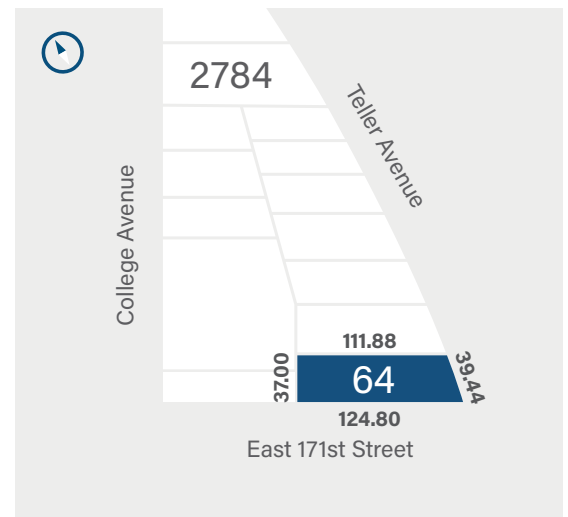 2784
Teller Avenue
College Avenue
111.88
37.00
64
39.44
124.80
East 171st Street